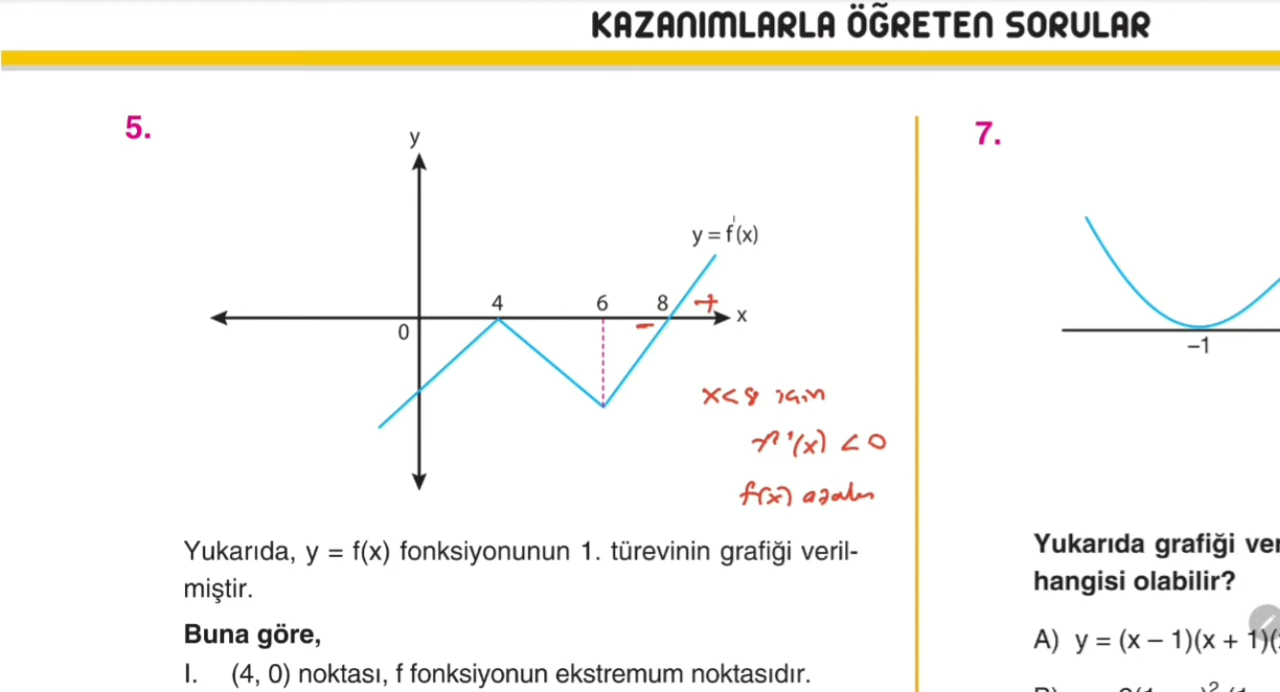 KAZANIMLARLA ÖĞRETEN SORULAR
5.
y
y = f'(x)
4
6
8
+
x
0
–
x<8 için
f'(x) <0
f(x) azalan
Yukarıda, y = f(x) fonksiyonunun 1. türevinin grafiği veril-
miştir.
Buna göre,
I. (4, 0) noktası, f fonksiyonun ekstremum noktasıdır.
7.
–1
Yukarıda grafiği ver
hangisi olabilir?
A) y = (x – 1)(x + 1)(